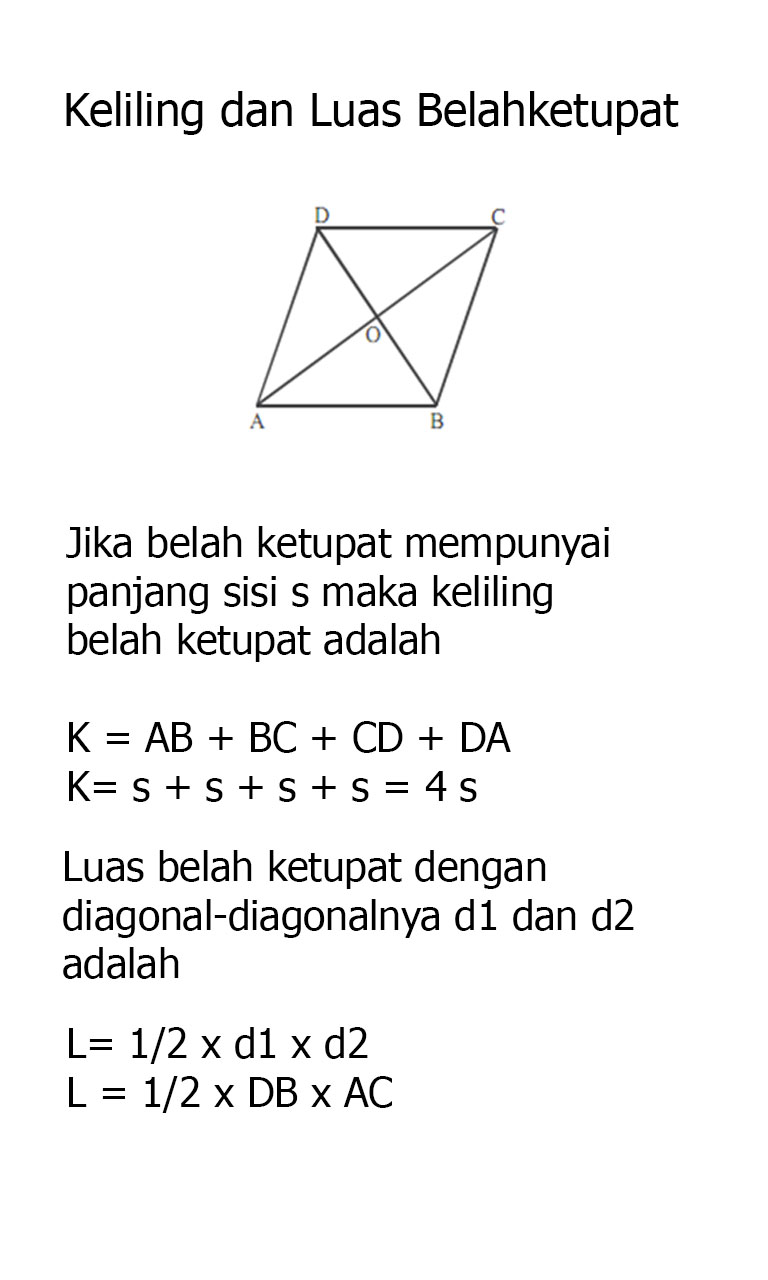 Keliling dan Luas Belahketupat
D
C
O
A
B
Jika belah ketupat mempunyai
panjang sisi s maka keliling
belah ketupat adalah
K = AB + BC + CD + DA
K= s + s + s + s = 4 s
Luas belah ketupat dengan
diagonal-diagonalnya d1 dan d2
adalah
L= 1/2 x d1 x d2
L = 1/2 x DB x AC